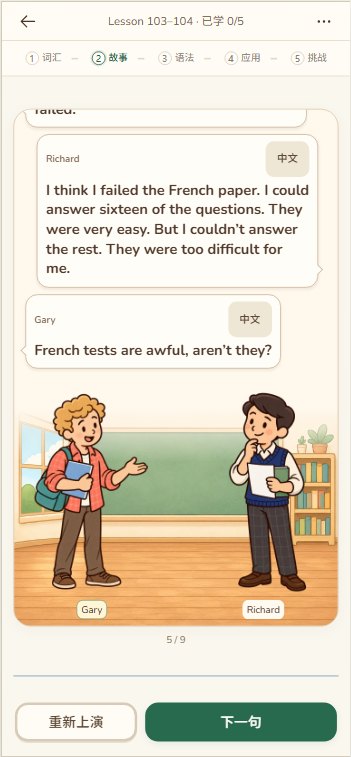 Lesson 103–104 · 已学 0/5
1 词汇 – 2 故事 – 3 语法 – 4 应用 – 5 挑战
failed.
Richard 中文
I think I failed the French paper. I could
answer sixteen of the questions. They
were very easy. But I couldn’t answer
the rest. They were too difficult for
me.
Gary 中文
French tests are awful, aren’t they?
Gary Richard
5 / 9
重新上演 下一句